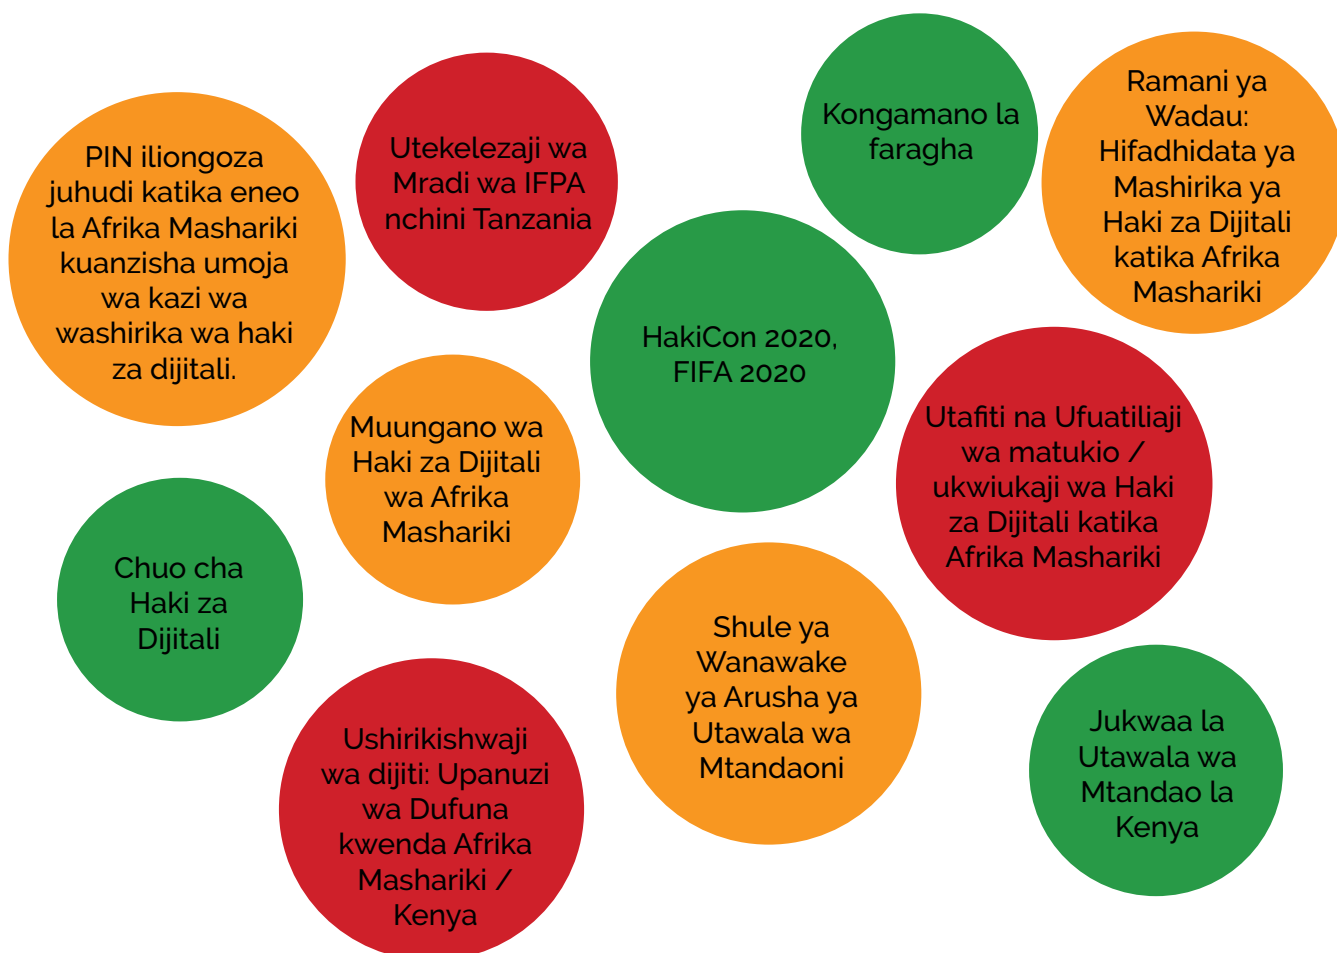 PIN iliongoza
juhudi katika eneo
la Afrika Mashariki
kuanzisha umoja
wa kazi wa
washirika wa haki
za dijitali.
Utekelezaji wa
Mradi wa IFPA
nchini Tanzania
Kongamano la
faragha
Ramani ya
Wadau:
Hifadhidata ya
Mashirika ya
Haki za Dijitali
katika Afrika
Mashariki
HakiCon 2020,
FIFA 2020
Muungano wa
Haki za Dijitali
wa Afrika
Mashariki
Utafiti na Ufuatiliaji
wa matukio /
ukwiukaji wa Haki
za Dijitali katika
Afrika Mashariki
Chuo cha
Haki za
Dijitali
Shule ya
Wanawake
ya Arusha ya
Utawala wa
Mtandaoni
Ushirikishwaji
wa dijiti: Upanuzi
wa Dufuna
kwenda Afrika
Mashariki /
Kenya
Jukwaa la
Utawala wa
Mtandao la
Kenya